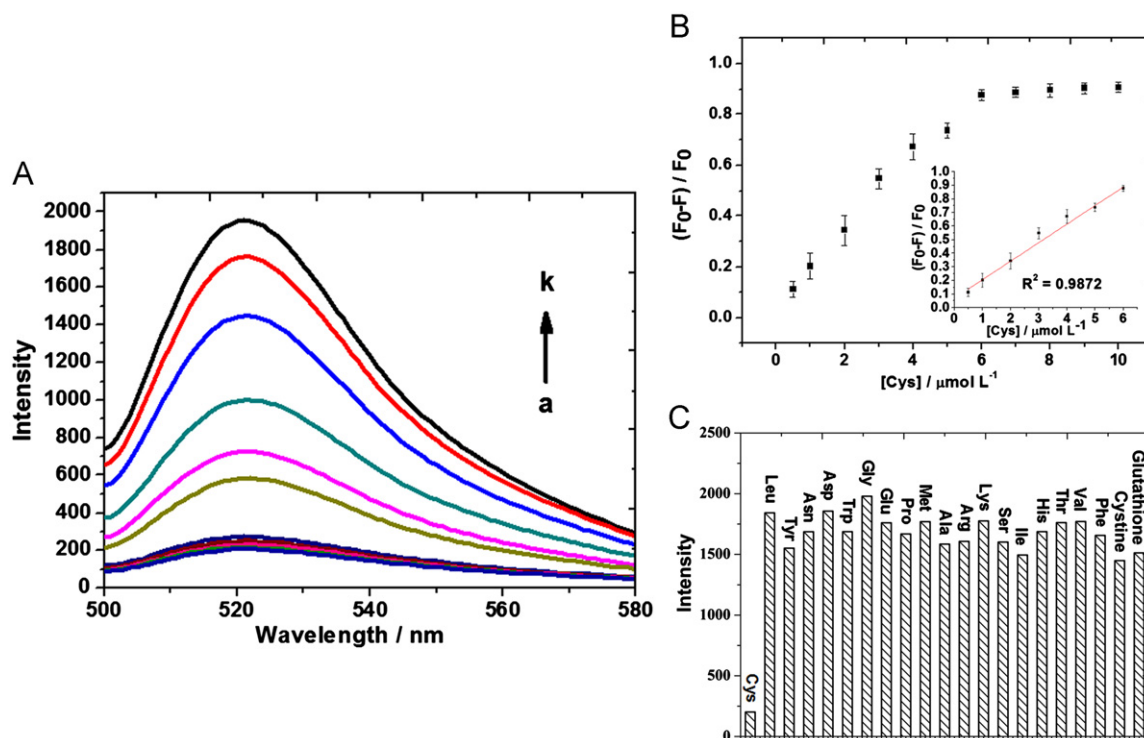 A
2000
1800
1600
1400
1200
1000
800
600
400
200
0
Intensity
500 520 540 560 580
Wavelength / nm
k
a
B
1.0
0.8
0.6
0.4
0.2
0.0
(F0-F) / F0
0 2 4 6 8 10
[Cys] / μmol L-1
0.9
0.8
0.7
0.6
0.5
0.4
0.3
0.2
0.1
0.0
(F0-F) / F0
R2 = 0.9872
0 1 2 3 4 5 6
[Cys] / μmol L-1
C
2500
2000
1500
1000
500
0
Intensity
Cys
Leu
Tyr
Asn
Asp
Trp
Gly
Glu
Pro
Met
Ala
Arg
Lys
Ser
Ile
His
Thr
Val
Phe
Cystine
Glutathione